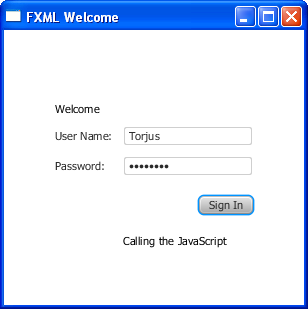 FXML Welcome
Welcome
User Name: Torjus
Password: ••••••••
Sign In
Calling the JavaScript